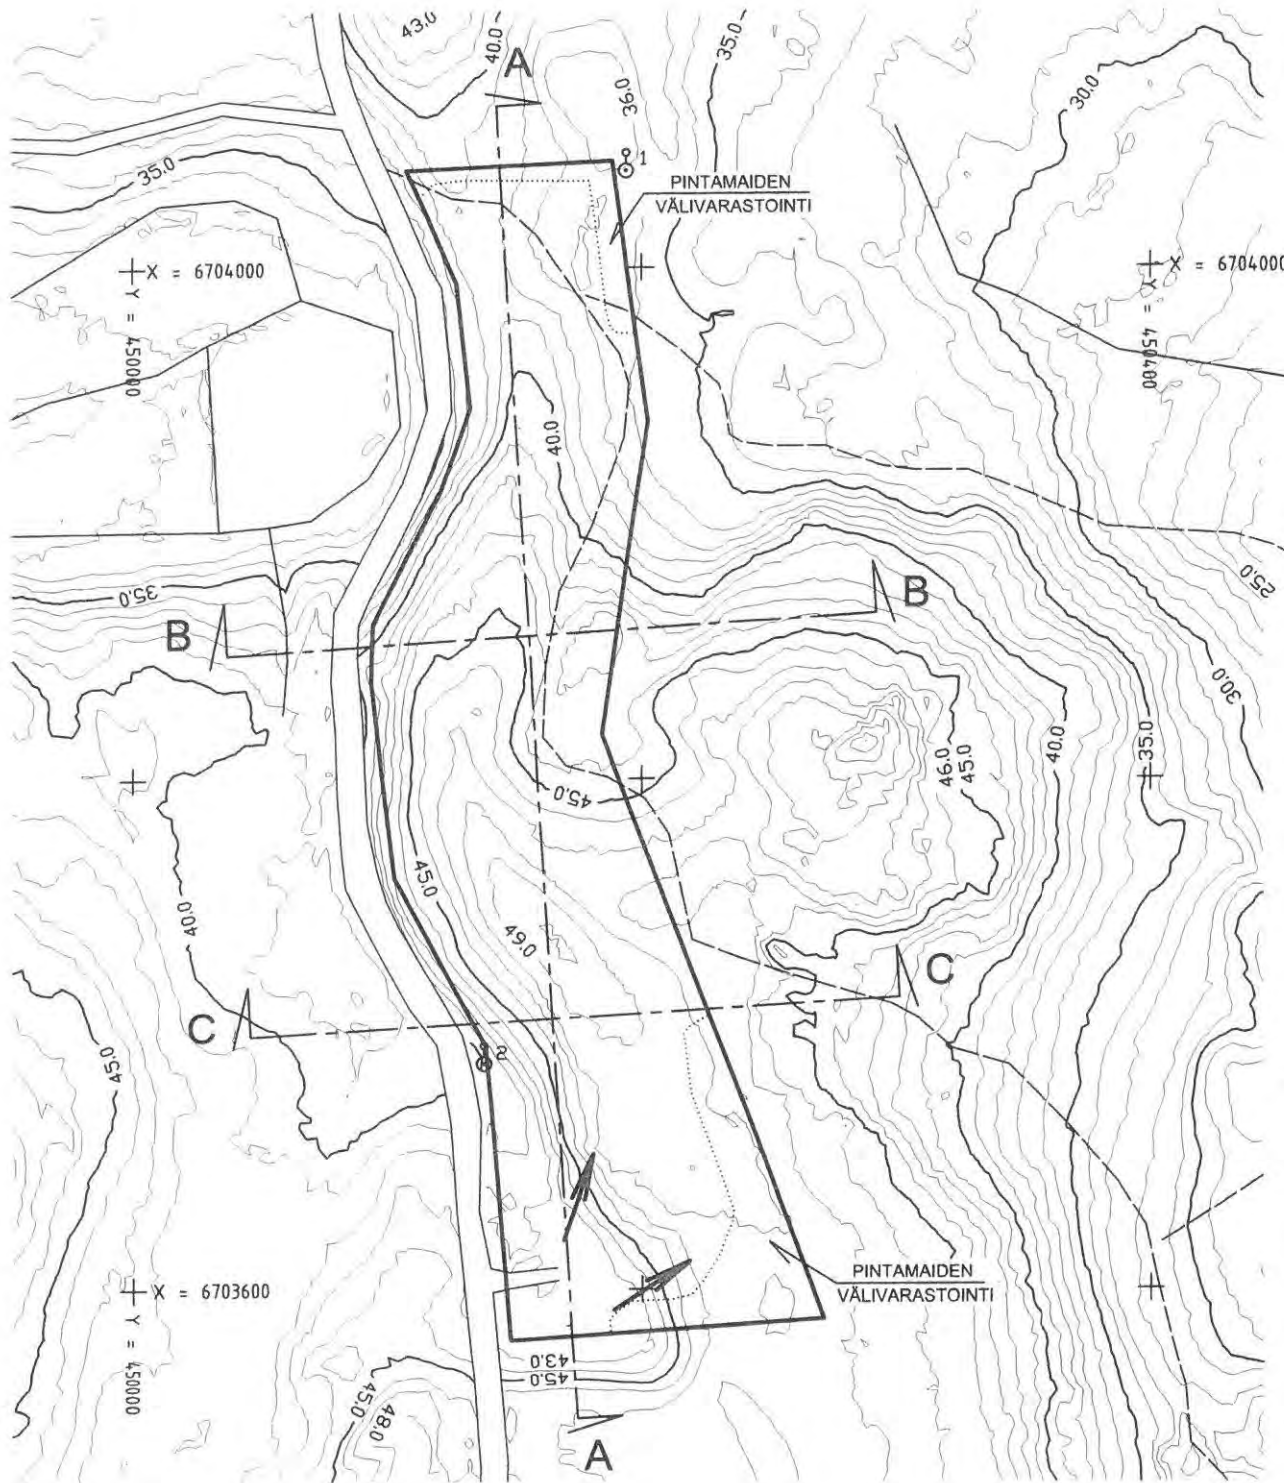 43.0
40.0
A
35.0
36.0
30.0
1
35.0
PINTAMAIDEN
VÄLIVARASTOINTI
X = 6704000
Y = 450000
X = 6704000
Y = 450400
40.0
25.0
35.0
B
B
30.0
40.0
35.0
46.0
45.0
45.0
45.0
40.0
49.0
C
C
2
45.0
PINTAMAIDEN
VÄLIVARASTOINTI
X = 6703600
Y = 450000
43.0
45.0
45.0
48.0
A